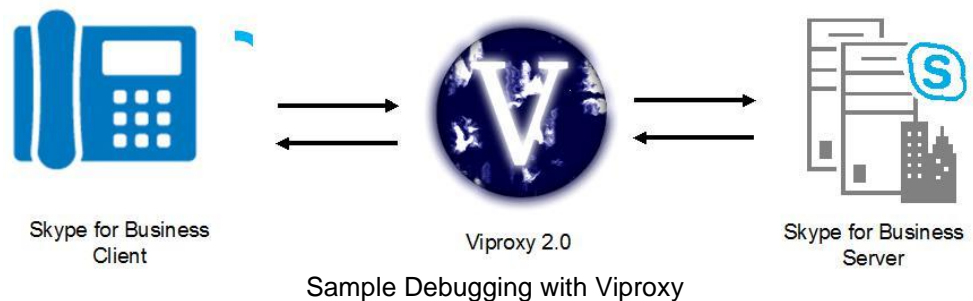 V
S
Skype for Business
Client
Viproxy 2.0
Skype for Business
Server
Sample Debugging with Viproxy